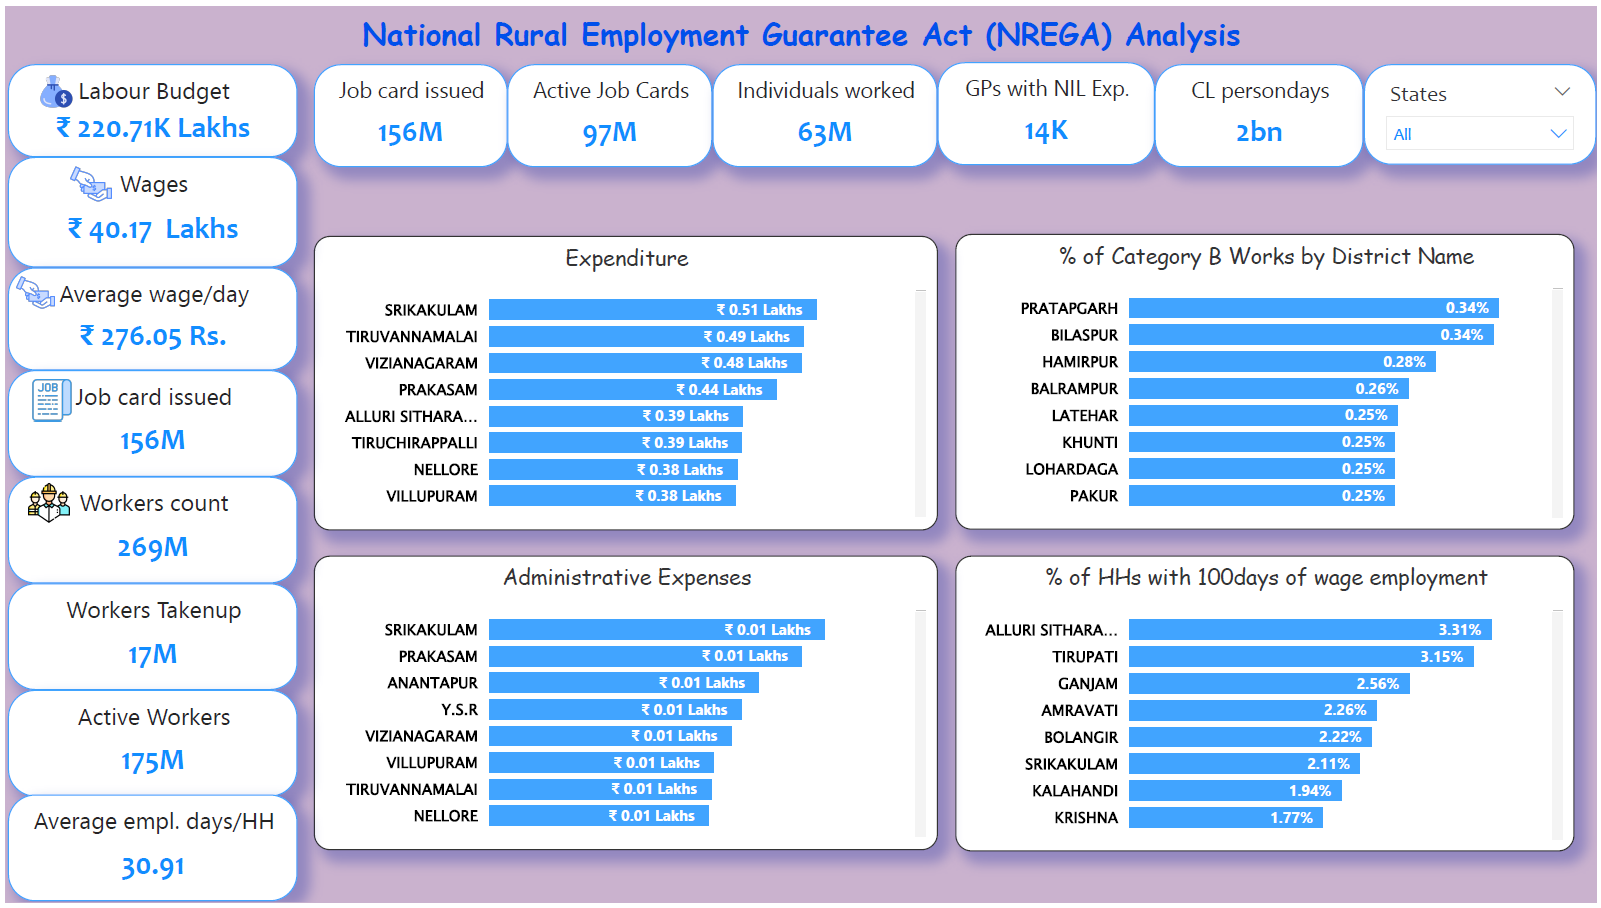 National Rural Employment Guarantee Act (NREGA) Analysis
Labour Budget
₹ 220.71K Lakhs
Wages
₹ 40.17 Lakhs
Average wage/day
₹ 276.05 Rs.
JOB
Job card issued
156M
Workers count
269M
Workers Takenup
17M
Active Workers
175M
Average empl. days/HH
30.91
Job card issued
156M
Active Job Cards
97M
Individuals worked
63M
GPs with NIL Exp.
14K
CL persondays
2bn
States
All
Expenditure
SRIKAKULAM ₹ 0.51 Lakhs
TIRUVANNAMALAI ₹ 0.49 Lakhs
VIZIANAGARAM ₹ 0.48 Lakhs
PRAKASAM ₹ 0.44 Lakhs
ALLURI SITHARA... ₹ 0.39 Lakhs
TIRUCHIRAPPALLI ₹ 0.39 Lakhs
NELLORE ₹ 0.38 Lakhs
VILLUPURAM ₹ 0.38 Lakhs
% of Category B Works by District Name
PRATAPGARH 0.34%
BILASPUR 0.34%
HAMIRPUR 0.28%
BALRAMPUR 0.26%
LATEHAR 0.25%
KHUNTI 0.25%
LOHARDAGA 0.25%
PAKUR 0.25%
Administrative Expenses
SRIKAKULAM ₹ 0.01 Lakhs
PRAKASAM ₹ 0.01 Lakhs
ANANTAPUR ₹ 0.01 Lakhs
Y.S.R ₹ 0.01 Lakhs
VIZIANAGARAM ₹ 0.01 Lakhs
VILLUPURAM ₹ 0.01 Lakhs
TIRUVANNAMALAI ₹ 0.01 Lakhs
NELLORE ₹ 0.01 Lakhs
% of HHs with 100days of wage employment
ALLURI SITHARA... 3.31%
TIRUPATI 3.15%
GANJAM 2.56%
AMRAVATI 2.26%
BOLANGIR 2.22%
SRIKAKULAM 2.11%
KALAHANDI 1.94%
KRISHNA 1.77%